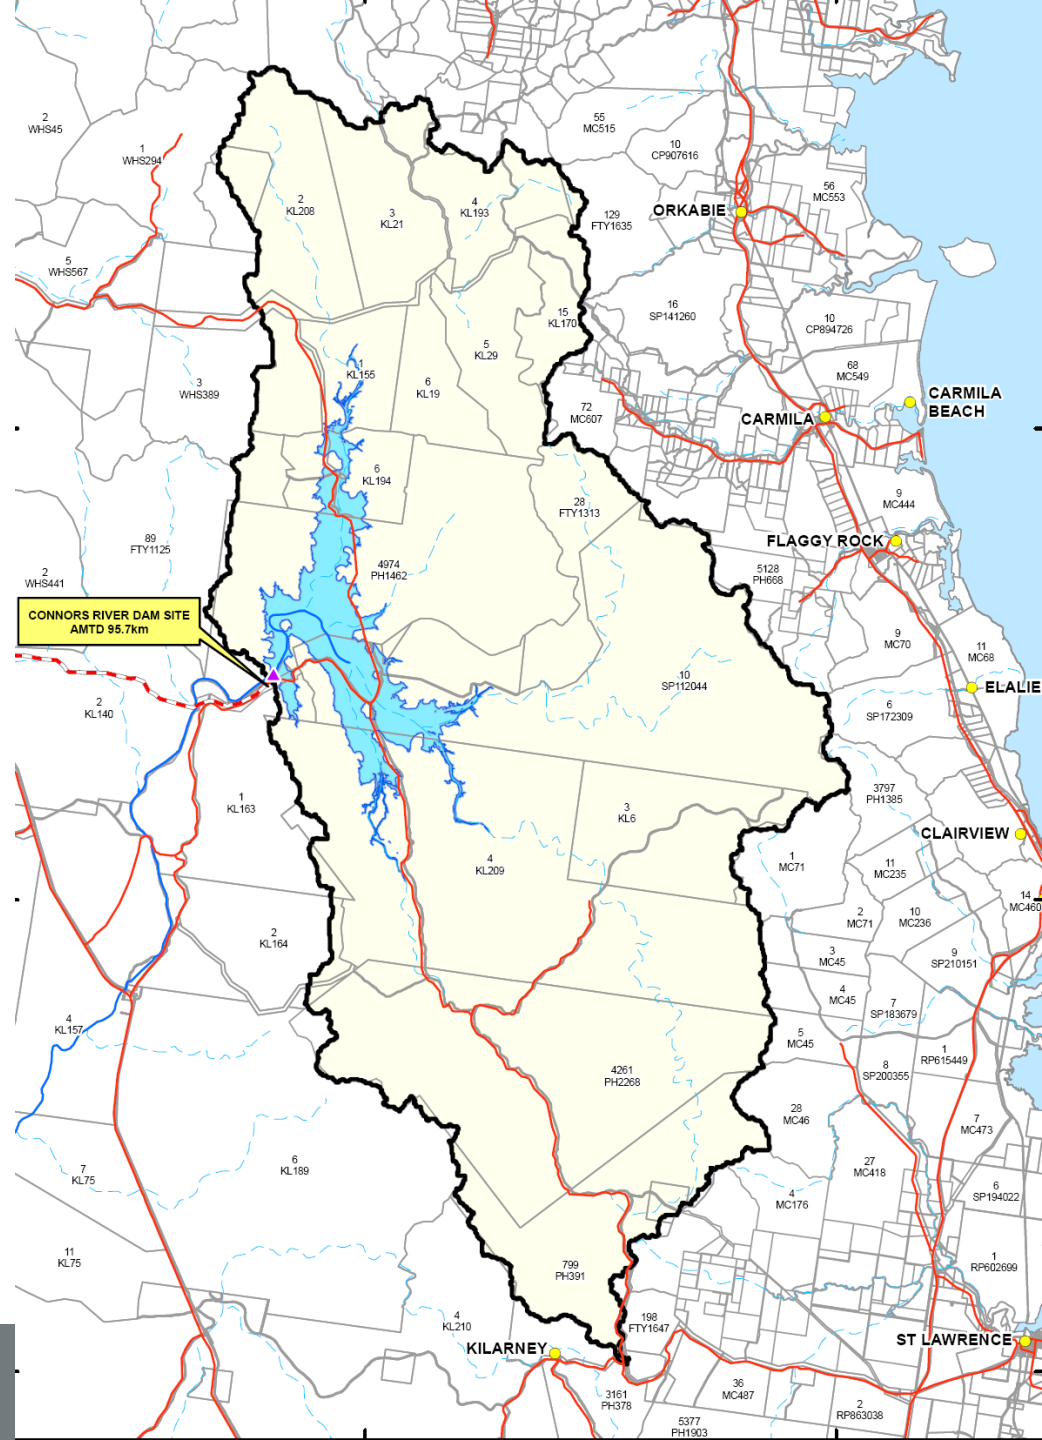 55
MC515
2
WHS45
1
WHS294
10
CP907616
56
MC553
2
KL208
3
KL21
4
KL193
129
FTY1635
ORKABIE
5
WHS567
16
SP141260
15
KL170
10
CP894726
5
KL29
1
KL155
3
WHS389
6
KL19
68
MC549
72
MC607
CARMILA
CARMILA
BEACH
6
KL194
28
FTY1313
9
MC444
89
FTY1125
FLAGGY ROCK
2
WHS441
4974
PH1462
5128
PH668
CONNORS RIVER DAM SITE
AMTD 95.7km
9
MC70
11
MC68
10
SP112044
ELALIE
2
KL140
6
SP172309
1
KL163
3
KL6
3797
PH1385
CLAIRVIEW
4
KL209
1
MC71
11
MC235
14
MC460
2
MC71
10
MC236
2
KL164
3
MC45
9
SP210151
4
MC45
7
SP183679
4
KL157
5
MC45
1
RP615449
4261
PH2268
8
SP200355
28
MC46
7
MC473
6
KL189
7
KL75
27
MC418
4
MC176
6
SP194022
11
KL75
799
PH391
1
RP602699
4
KL210
198
FTY1647
KILARNEY
ST LAWRENCE
3161
PH378
36
MC487
2
RP863038
5377
PH1903